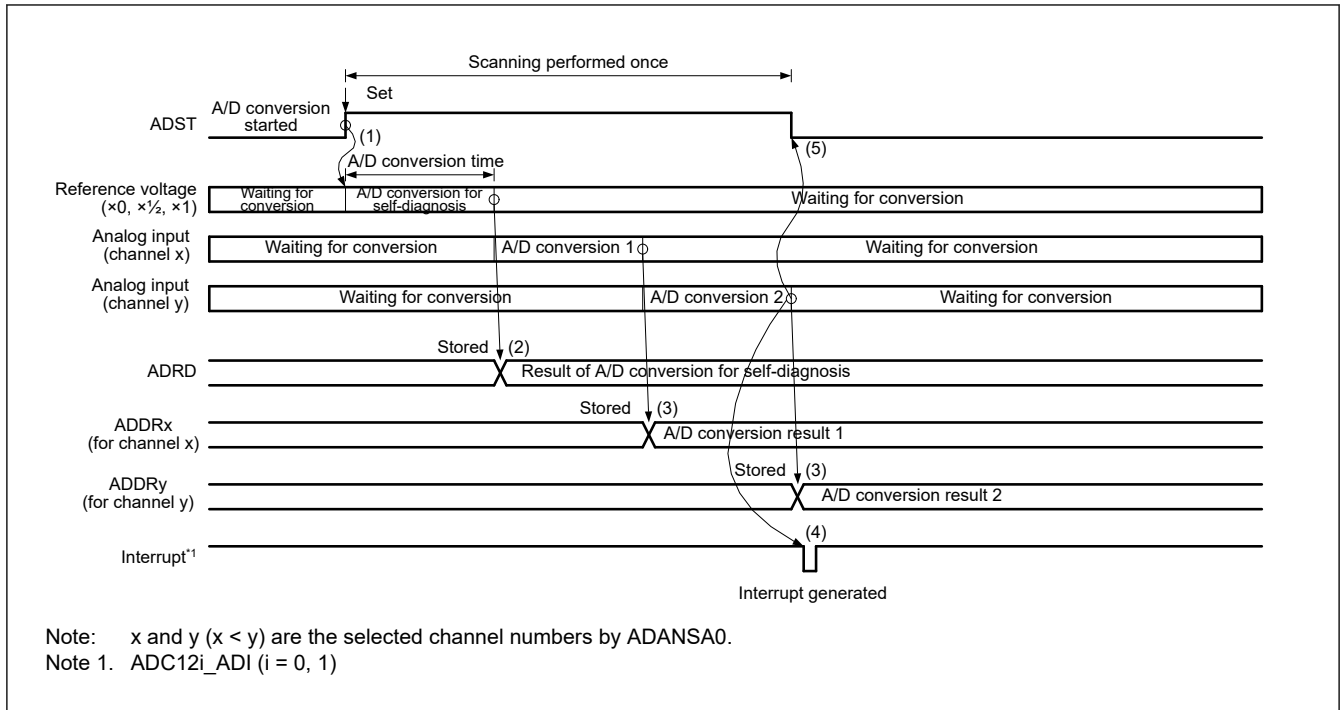 Scanning performed once
Set
A/D conversion
started
ADST
(1)
(5)
A/D conversion time
Reference voltage
(×0, ×½, ×1)
Waiting for
conversion
A/D conversion for
self-diagnosis
Waiting for conversion
Analog input
(channel x)
Waiting for conversion
A/D conversion 1
Waiting for conversion
Analog input
(channel y)
Waiting for conversion
A/D conversion 2
Waiting for conversion
Stored (2)
ADRD
Result of A/D conversion for self-diagnosis
Stored (3)
ADDRx
(for channel x)
A/D conversion result 1
Stored (3)
ADDRy
(for channel y)
A/D conversion result 2
(4)
Interrupt*1
Interrupt generated
Note: x and y (x < y) are the selected channel numbers by ADANSA0.
Note 1. ADC12i_ADI (i = 0, 1)